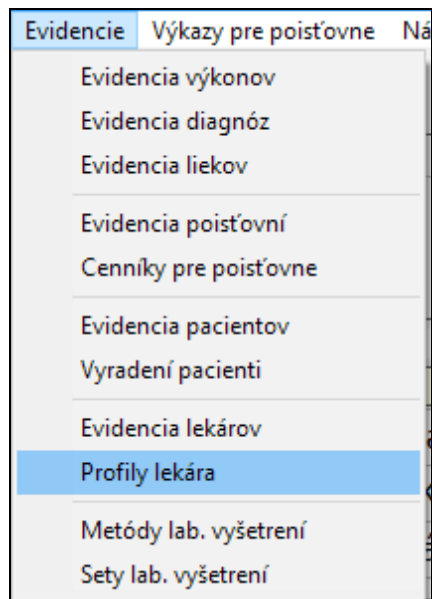 Evidencie Výkazy pre poisťovne
Evidencia výkonov
Evidencia diagnóz
Evidencia liekov
Evidencia poisťovní
Cenníky pre poisťovne
Evidencia pacientov
Vyradení pacienti
Evidencia lekárov
Profily lekára
Metódy lab. vyšetrení
Sety lab. vyšetrení